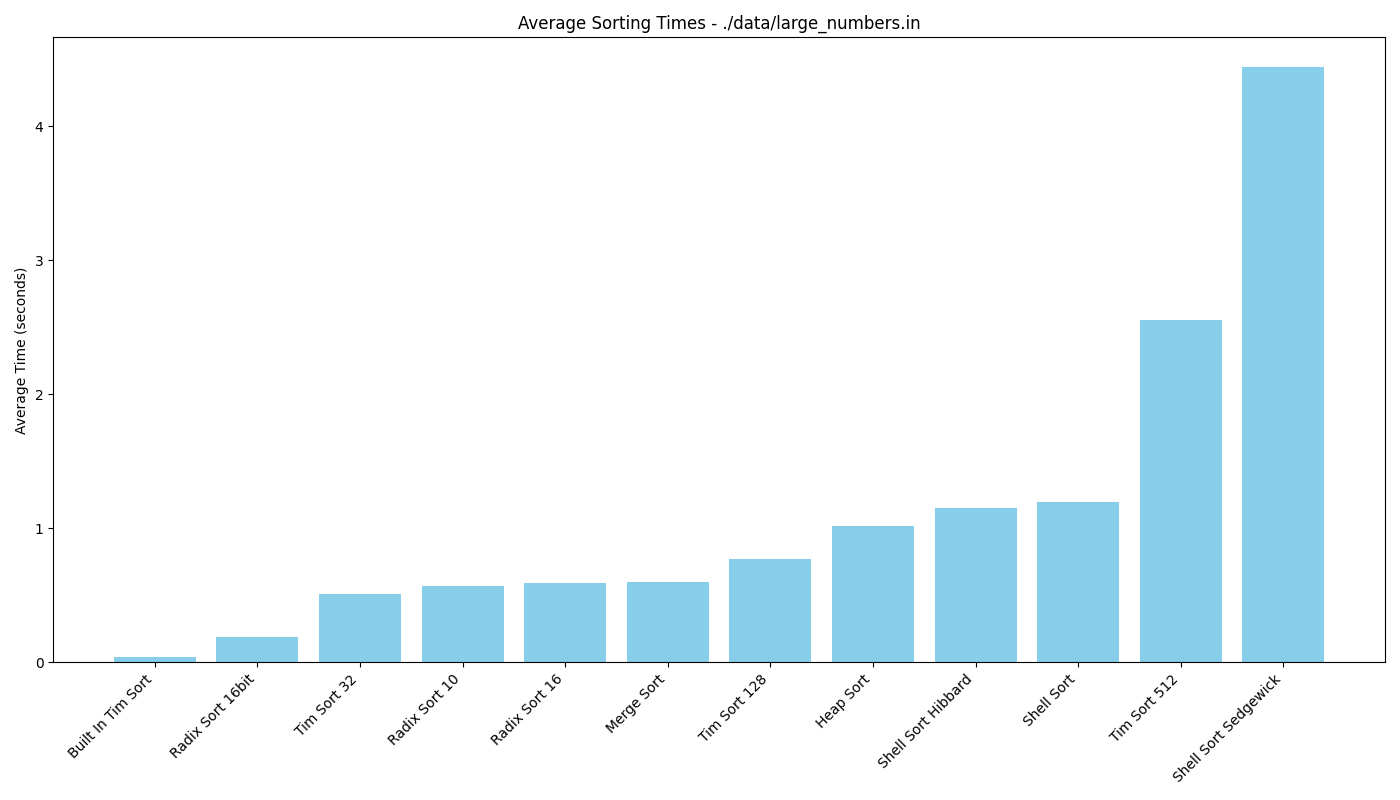 Average Sorting Times - ./data/large_numbers.in
Average Time (seconds)
4
3
2
1
0
Built In Tim Sort
Radix Sort 16bit
Tim Sort 32
Radix Sort 10
Radix Sort 16
Merge Sort
Tim Sort 128
Heap Sort
Shell Sort Hibbard
Shell Sort
Tim Sort 512
Shell Sort Sedgewick